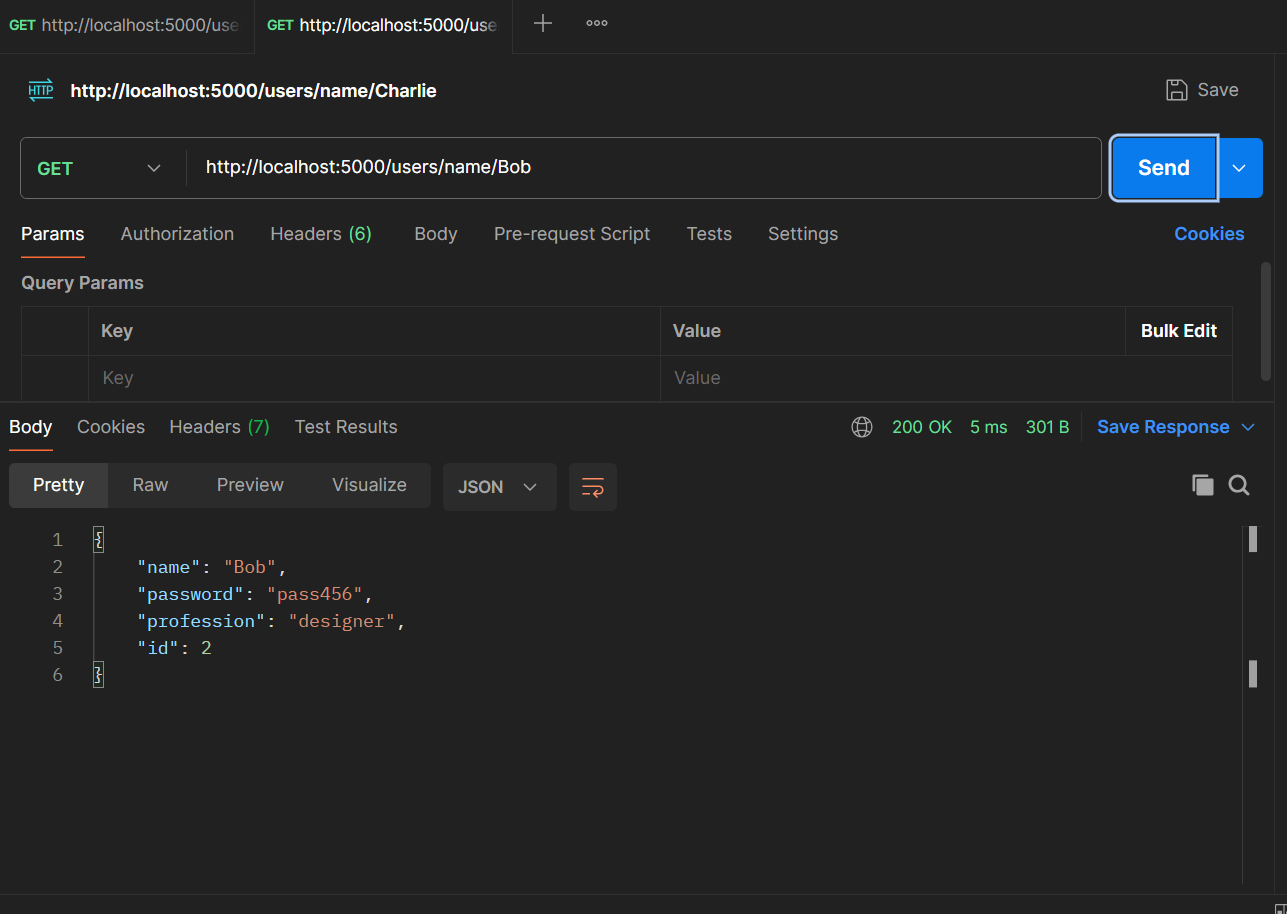 GET http://localhost:5000/use GET http://localhost:5000/use
HTTP http://localhost:5000/users/name/Charlie Save
GET http://localhost:5000/users/name/Bob Send
Params Authorization Headers (6) Body Pre-request Script Tests Settings Cookies
Query Params
Key Value Bulk Edit
Key Value
Body Cookies Headers (7) Test Results 200 OK 5 ms 301 B Save Response
Pretty Raw Preview Visualize JSON
1 {
2 "name": "Bob",
3 "password": "pass456",
4 "profession": "designer",
5 "id": 2
6 }